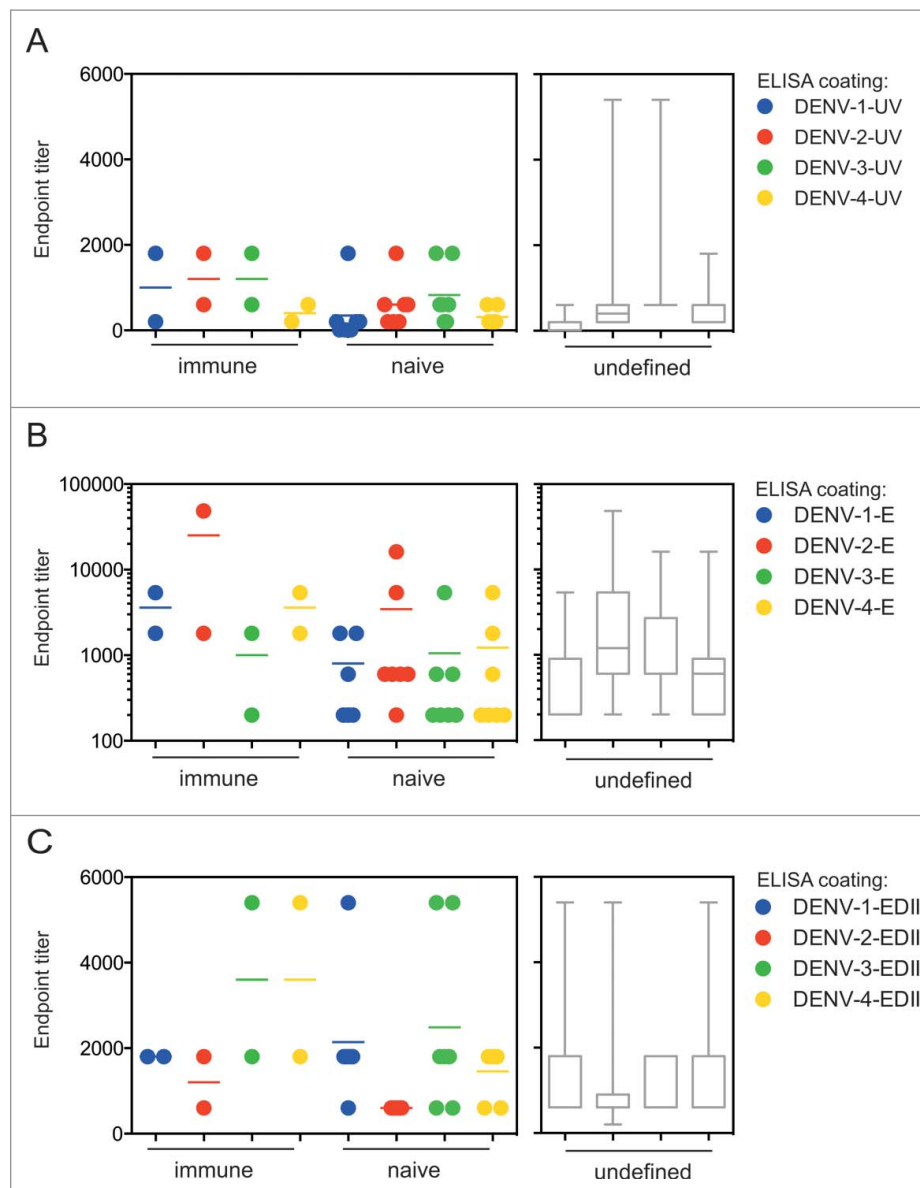 A
Endpoint titer
6000
4000
2000
0
immune
naive
undefined
ELISA coating:
DENV-1-UV
DENV-2-UV
DENV-3-UV
DENV-4-UV
B
Endpoint titer
100000
10000
1000
100
immune
naive
undefined
ELISA coating:
DENV-1-E
DENV-2-E
DENV-3-E
DENV-4-E
C
Endpoint titer
6000
4000
2000
0
immune
naive
undefined
ELISA coating:
DENV-1-EDII
DENV-2-EDII
DENV-3-EDII
DENV-4-EDII